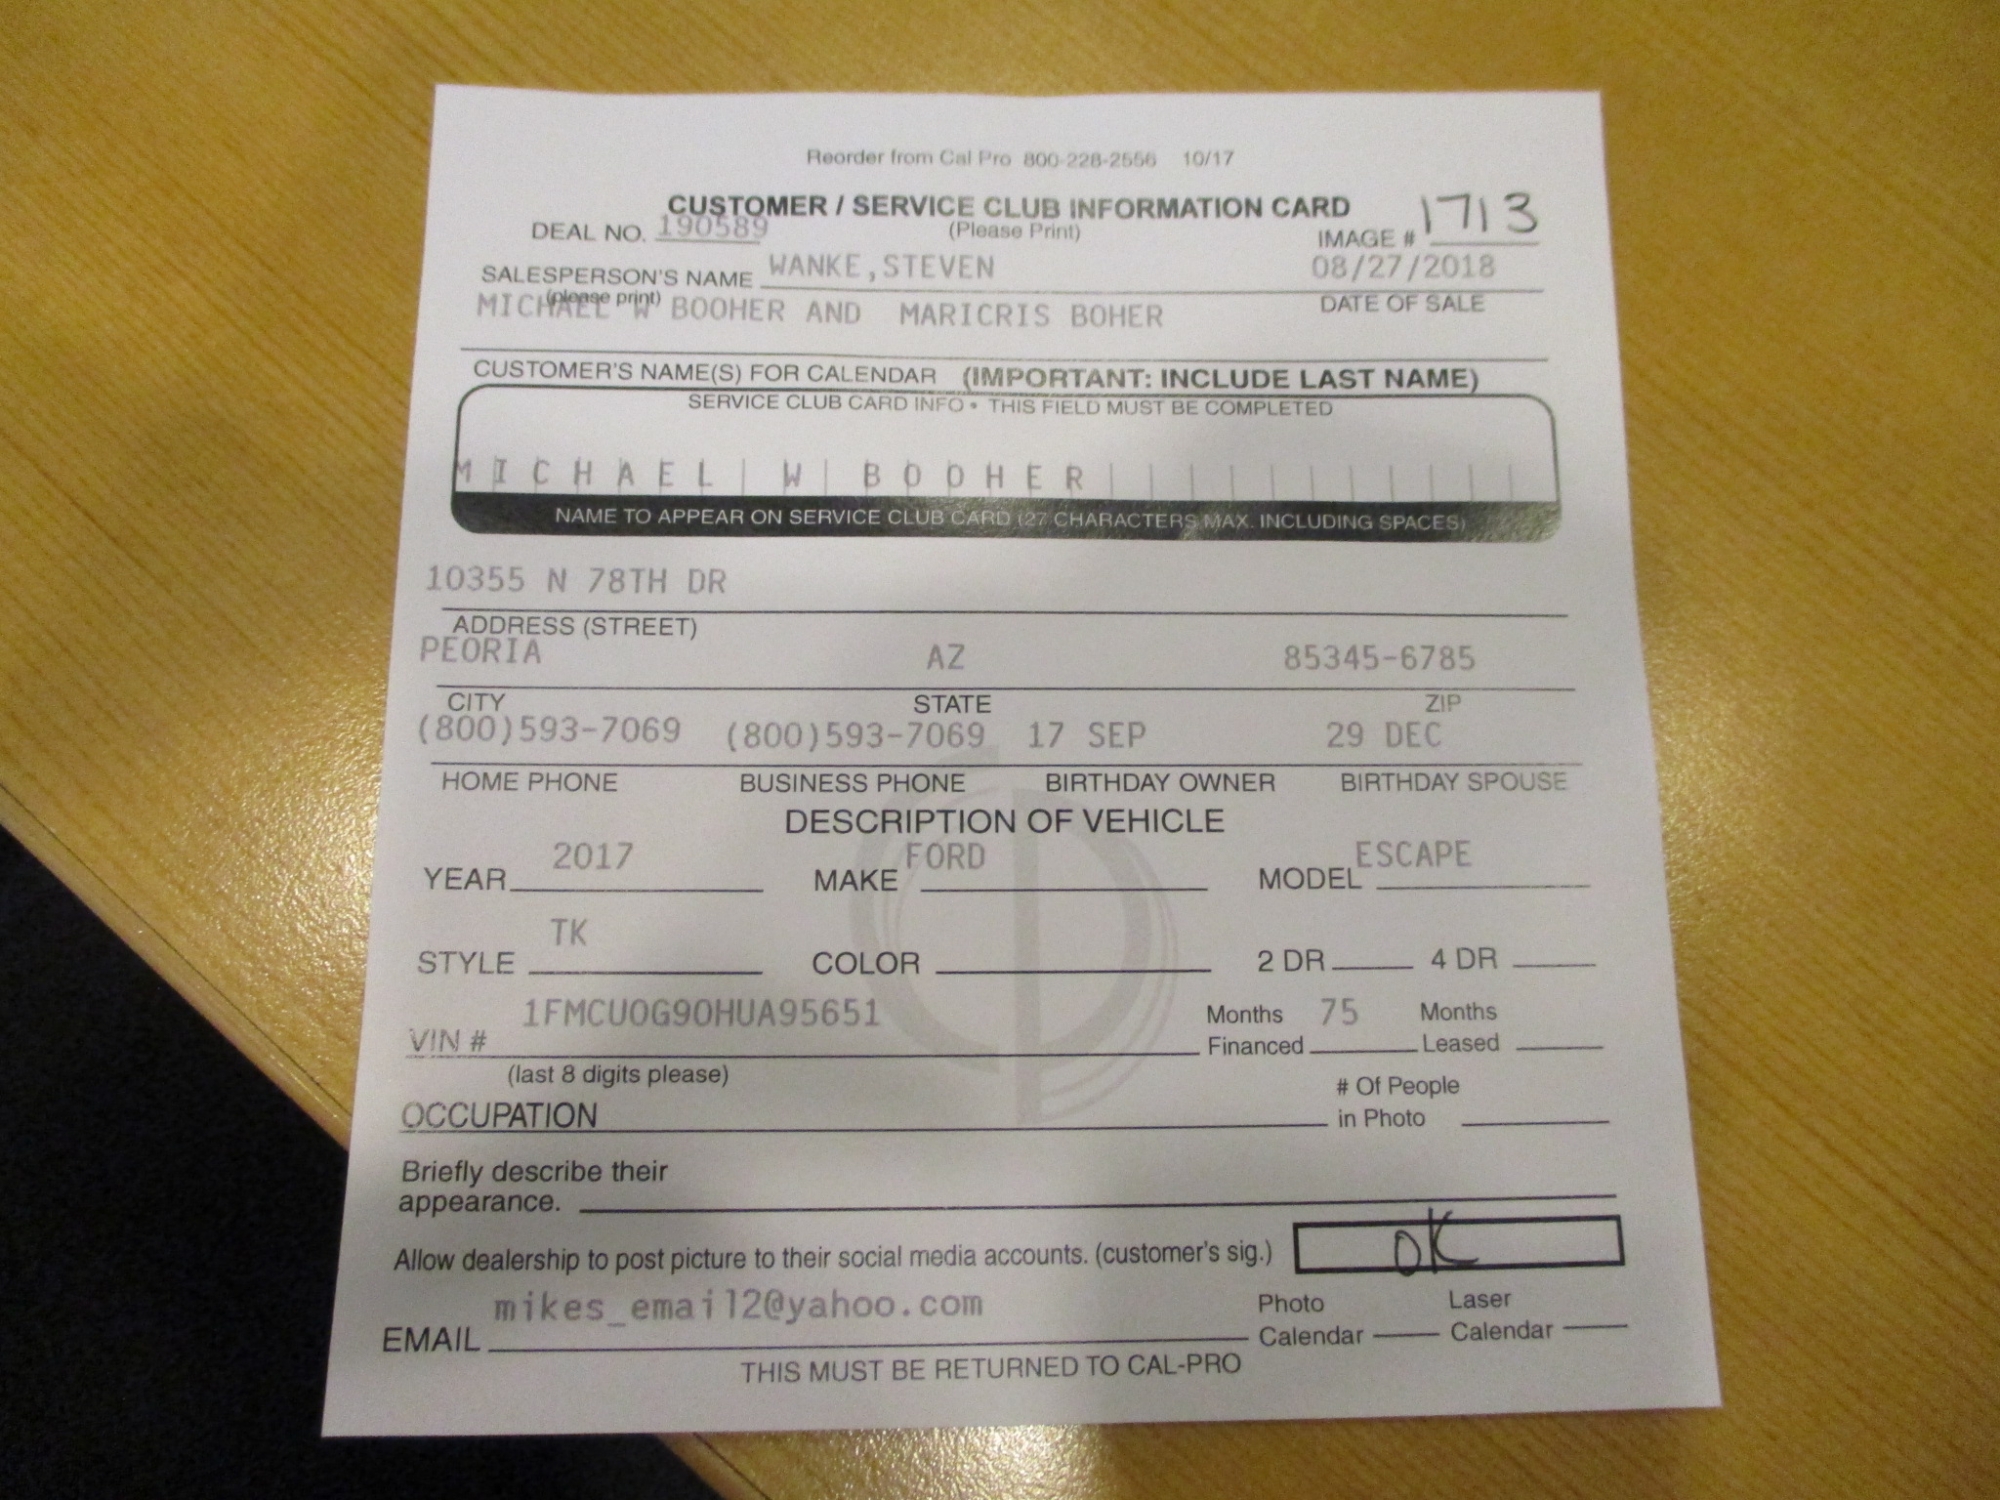 Reorder from Cal Pro 800-228-2556 10/17
CUSTOMER / SERVICE CLUB INFORMATION CARD
(Please Print)
DEAL NO. 190589
IMAGE # 1713
SALESPERSON'S NAME WANKE,STEVEN
(please print)
08/27/2018
DATE OF SALE
MICHAEL W BOOHER AND MARICRIS BOHER
CUSTOMER'S NAME(S) FOR CALENDAR (IMPORTANT: INCLUDE LAST NAME)
SERVICE CLUB CARD INFO • THIS FIELD MUST BE COMPLETED
MICHAEL W BOOHER
NAME TO APPEAR ON SERVICE CLUB CARD (27 CHARACTERS MAX. INCLUDING SPACES)
10355 N 78TH DR
ADDRESS (STREET)
PEORIA AZ 85345-6785
CITY STATE ZIP
(800)593-7069 (800)593-7069 17 SEP 29 DEC
HOME PHONE BUSINESS PHONE BIRTHDAY OWNER BIRTHDAY SPOUSE
DESCRIPTION OF VEHICLE
YEAR 2017 MAKE FORD MODEL ESCAPE
STYLE TK COLOR 2 DR 4 DR
VIN # 1FMCU0G90HUA95651
(last 8 digits please)
Months Financed 75 Months Leased
OCCUPATION
# Of People in Photo
Briefly describe their
appearance.
Allow dealership to post picture to their social media accounts. (customer's sig.) OK
EMAIL mikes_email2@yahoo.com
Photo Calendar Laser Calendar
THIS MUST BE RETURNED TO CAL-PRO